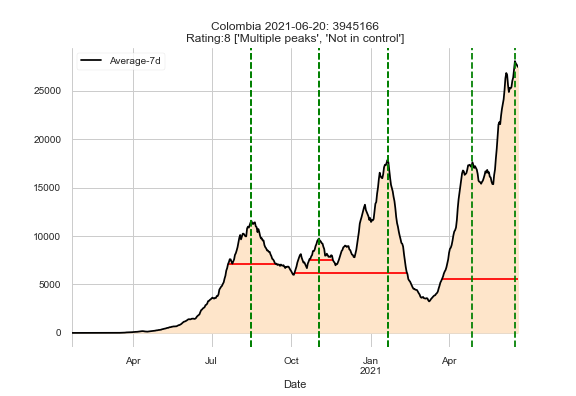 Colombia 2021-06-20: 3945166
Rating:8 ['Multiple peaks', 'Not in control']
Average-7d
25000
20000
15000
10000
5000
0
Apr Jul Oct Jan Apr
2021
Date